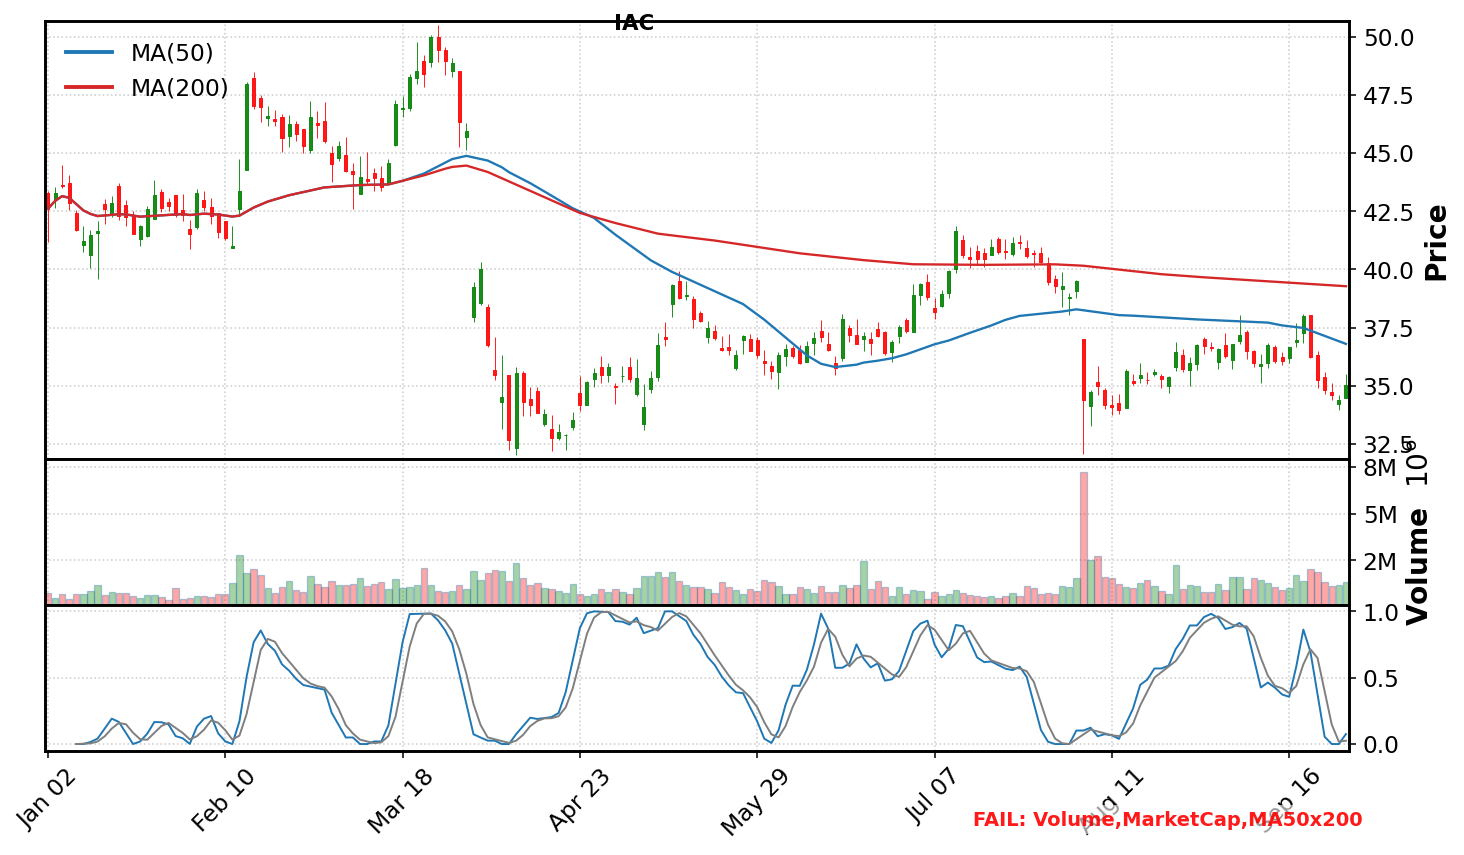 IAC
MA(50)
MA(200)
50.0
47.5
45.0
42.5
40.0
37.5
35.0
32.5
Price
8M
5M
2M
Volume 10^6
1.0
0.5
0.0
Jan 02
Feb 10
Mar 18
Apr 23
May 29
Jul 07
Aug 11
Sep 16
FAIL: Volume,MarketCap,MA50x200